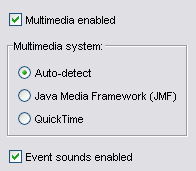 Multimedia enabled
Multimedia system:
Auto-detect
Java Media Framework (JMF)
QuickTime
Event sounds enabled